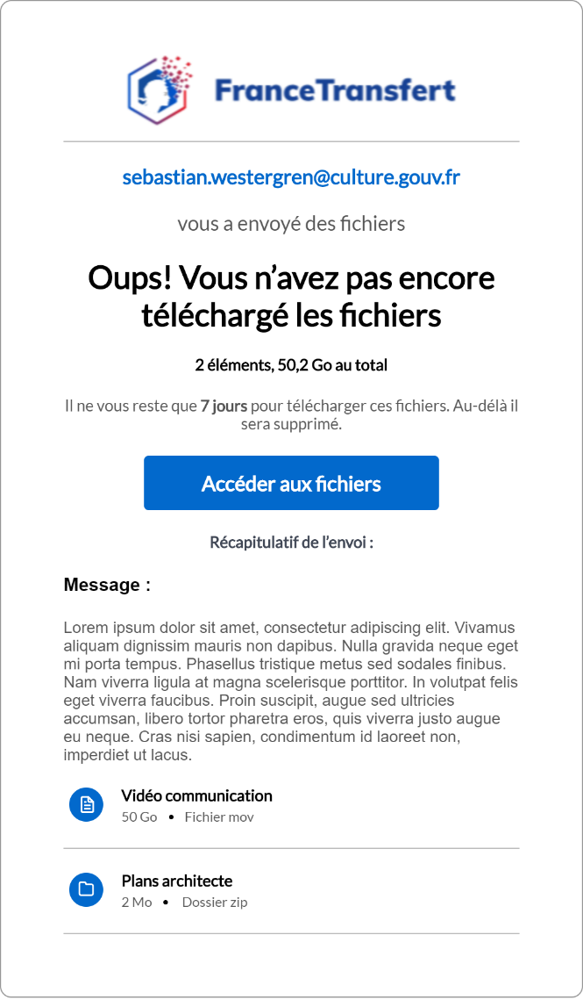 FranceTransfert
sebastian.westergren@culture.gouv.fr
vous a envoyé des fichiers
Oups! Vous n’avez pas encore
téléchargé les fichiers
2 éléments, 50,2 Go au total
Il ne vous reste que 7 jours pour télécharger ces fichiers. Au-délà il
sera supprimé.
Accéder aux fichiers
Récapitulatif de l’envoi :
Message :
Lorem ipsum dolor sit amet, consectetur adipiscing elit. Vivamus
aliquam dignissim mauris non dapibus. Nulla gravida neque eget
mi porta tempus. Phasellus tristique metus sed sodales finibus.
Nam viverra ligula at magna scelerisque porttitor. In volutpat felis
eget viverra faucibus. Proin suscipit, augue sed ultricies
accumsan, libero tortor pharetra eros, quis viverra justo augue
eu neque. Cras nisi sapien, condimentum id laoreet non,
imperdiet ut lacus.
Vidéo communication
50 Go • Fichier mov
Plans architecte
2 Mo • Dossier zip